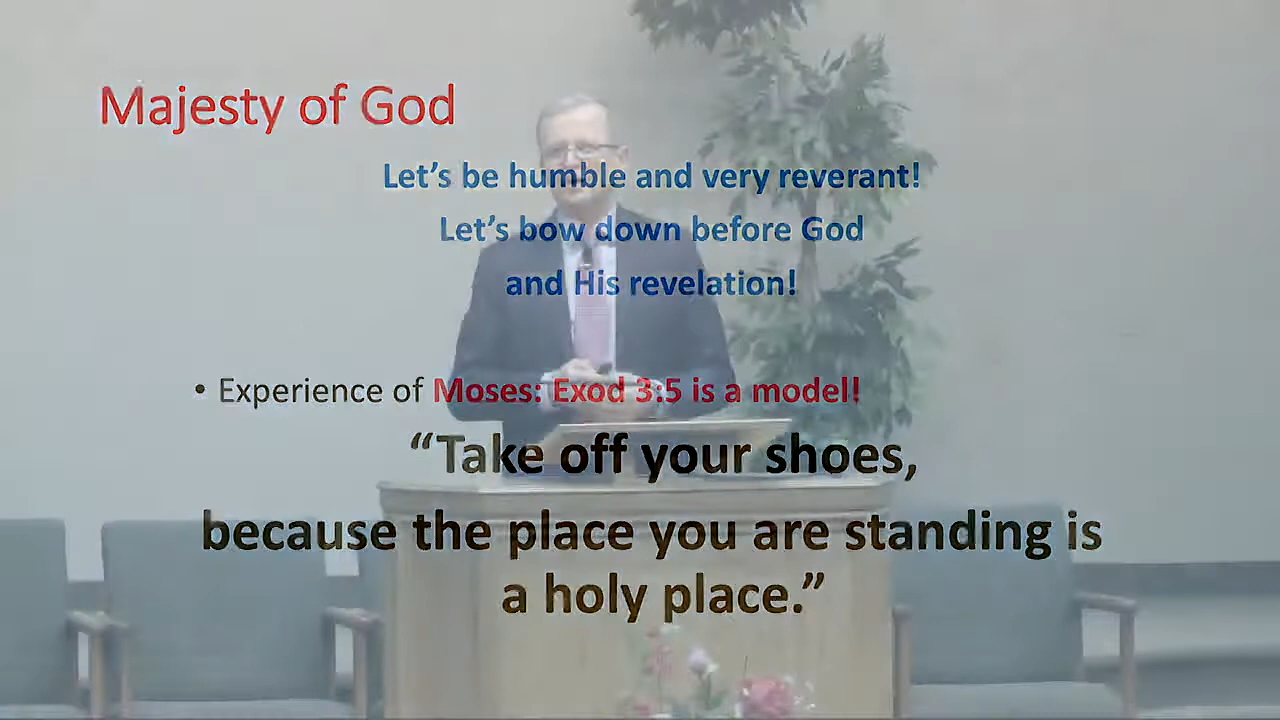 Majesty of God
Let’s be humble and very reverant!
Let’s bow down before God
and His revelation!
• Experience of Moses: Exod 3:5 is a model!
“Take off your shoes,
because the place you are standing is
a holy place.”